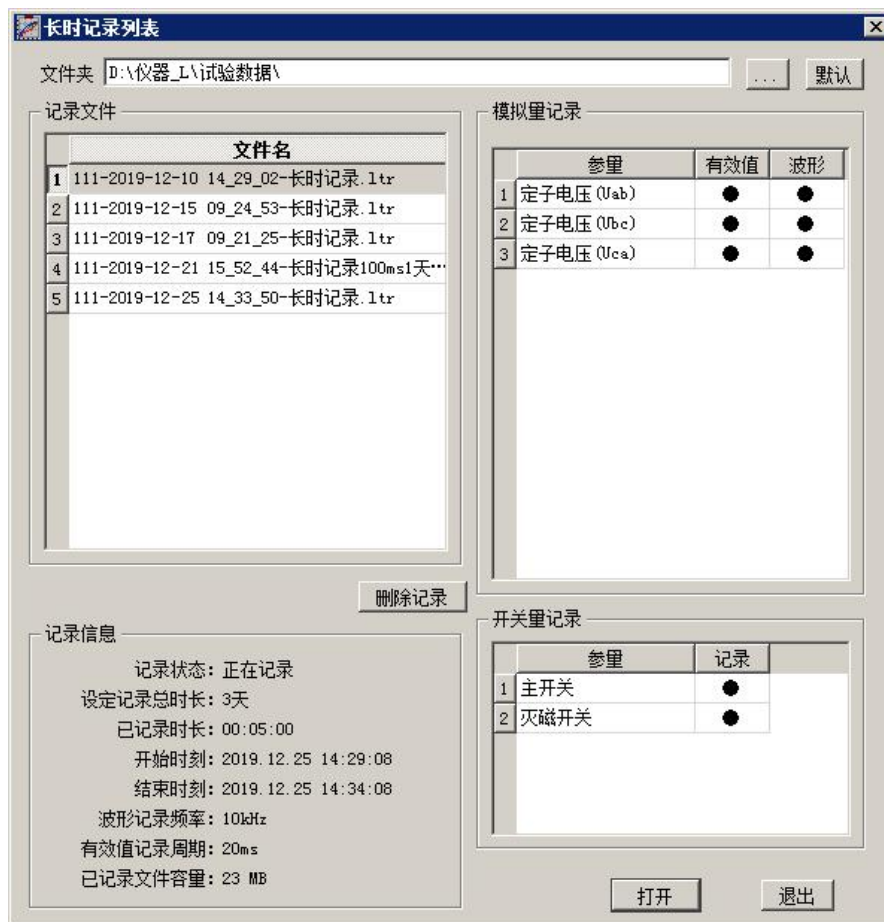 长时记录列表
文件夹 D:\仪器_L\试验数据\ ... 默认
记录文件
文件名
1 111-2019-12-10 14_29_02-长时记录.ltr
2 111-2019-12-15 09_24_53-长时记录.ltr
3 111-2019-12-17 09_21_25-长时记录.ltr
4 111-2019-12-21 15_52_44-长时记录100ms1天…
5 111-2019-12-25 14_33_50-长时记录.ltr
删除记录
模拟量记录
参量 有效值 波形
1 定子电压(Uab) ● ●
2 定子电压(Ubc) ● ●
3 定子电压(Uca) ● ●
记录信息
记录状态: 正在记录
设定记录总时长: 3天
已记录时长: 00:05:00
开始时刻: 2019.12.25 14:29:08
结束时刻: 2019.12.25 14:34:08
波形记录频率: 10kHz
有效值记录周期: 20ms
已记录文件容量: 23 MB
开关量记录
参量 记录
1 主开关 ●
2 灭磁开关 ●
打开 退出